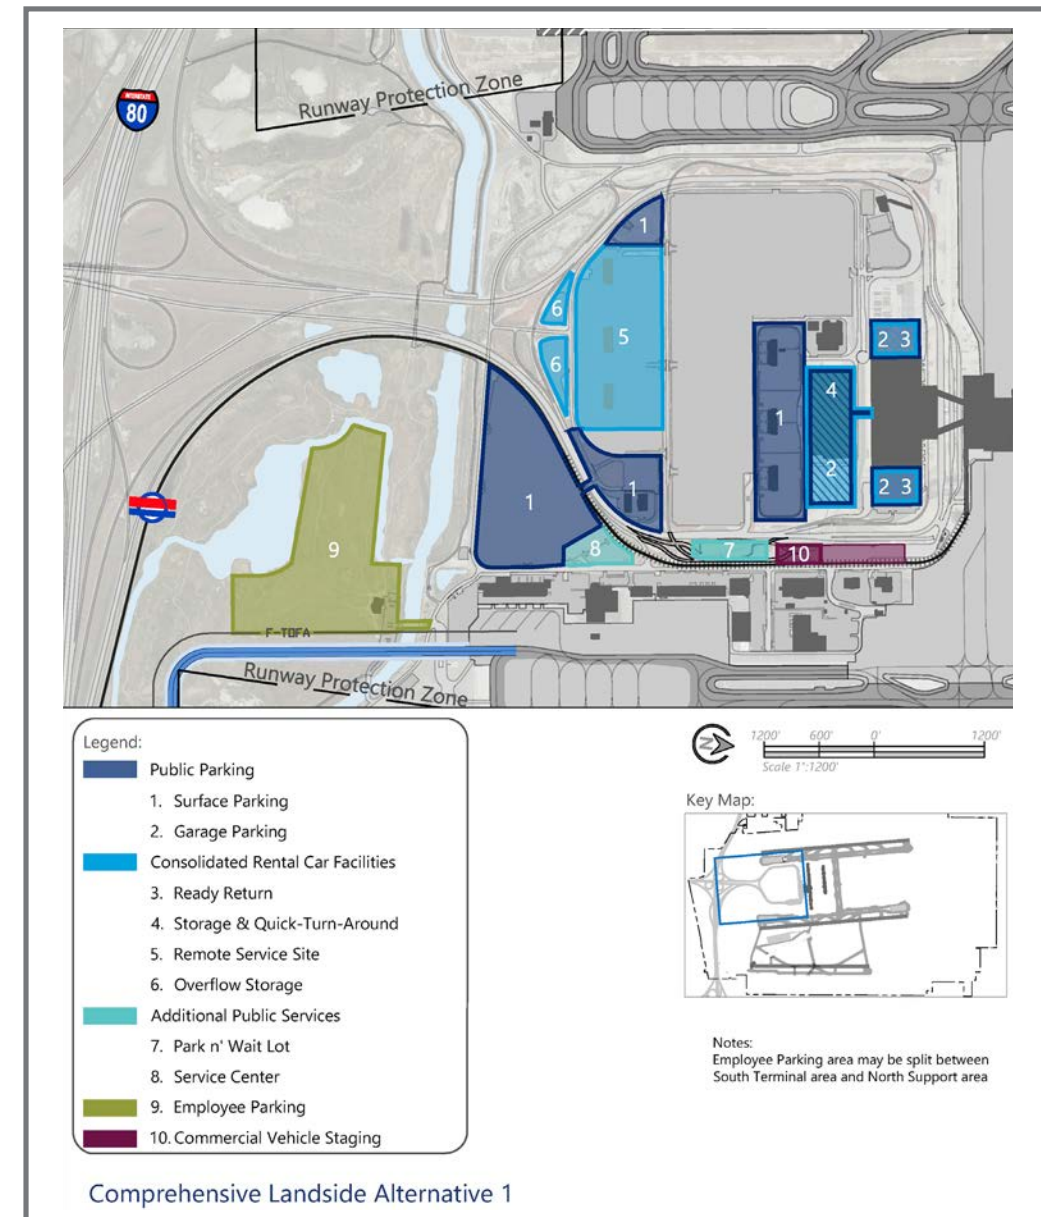 Runway Protection Zone
INTERSTATE
80
1
6
5
2 3
6
4
1
2
1
1
2 3
9
8
7
10
F-TOFA
Runway Protection Zone
Legend:
Public Parking
1. Surface Parking
2. Garage Parking
Consolidated Rental Car Facilities
3. Ready Return
4. Storage & Quick-Turn-Around
5. Remote Service Site
6. Overflow Storage
Additional Public Services
7. Park n' Wait Lot
8. Service Center
9. Employee Parking
10. Commercial Vehicle Staging
N
1200' 600' 0' 1200'
Scale 1":1200'
Key Map:
Notes:
Employee Parking area may be split between
South Terminal area and North Support area
Comprehensive Landside Alternative 1